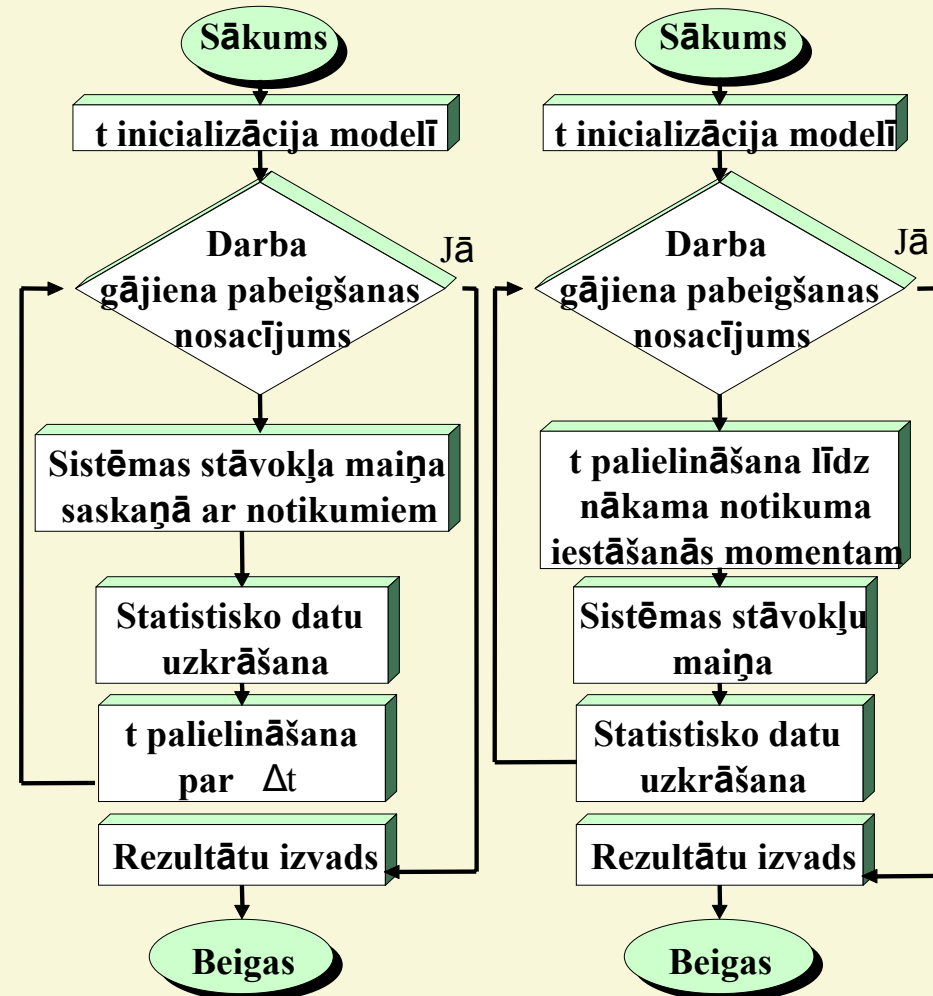 Sākums
t inicializācija modelī
Darba
gājiena pabeigšanas
nosacījums
Jā
Sistēmas stāvokļa maiņa
saskaņā ar notikumiem
Statistisko datu
uzkrāšana
t palielināšana
par Δt
Rezultātu izvads
Beigas
Sākums
t inicializācija modelī
Darba
gājiena pabeigšanas
nosacījums
Jā
t palielināšana līdz
nākama notikuma
iestāšanās momentam
Sistēmas stāvokļu
maiņa
Statistisko datu
uzkrāšana
Rezultātu izvads
Beigas